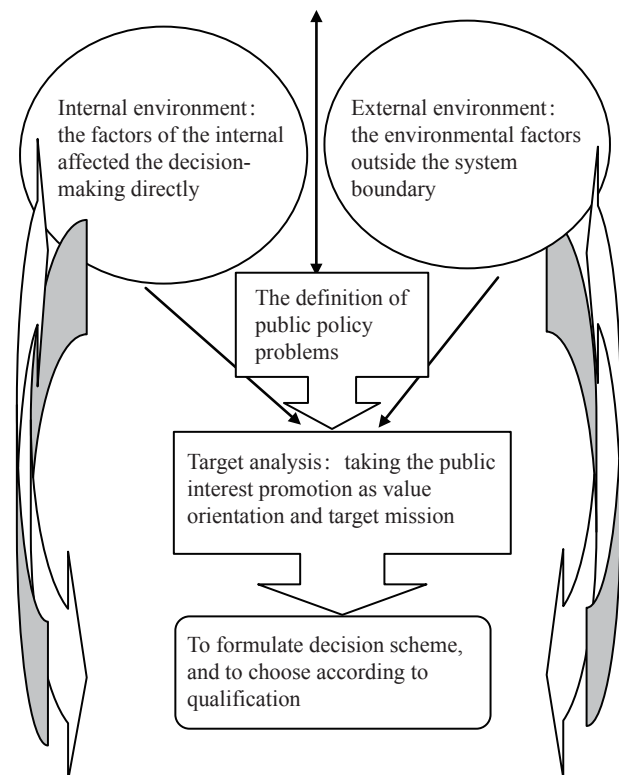 Internal environment:
the factors of the internal
affected the decision-
making directly
External environment:
the environmental factors
outside the system
boundary
The definition of
public policy
problems
Target analysis: taking the public
interest promotion as value
orientation and target mission
To formulate decision scheme,
and to choose according to
qualification